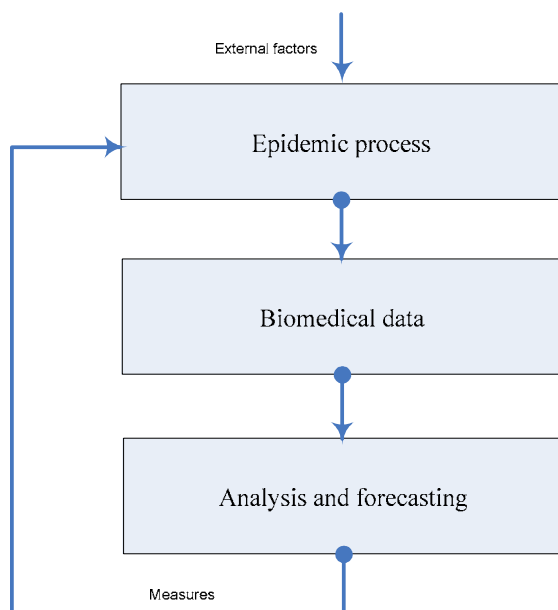 External factors
Epidemic process
Biomedical data
Analysis and forecasting
Measures